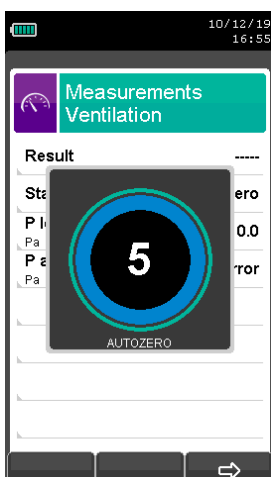 10/12/19
16:55
Measurements
Ventilation
Result -----
Sta ero
P l 0.0
Pa
P a rror
Pa
5
AUTOZERO